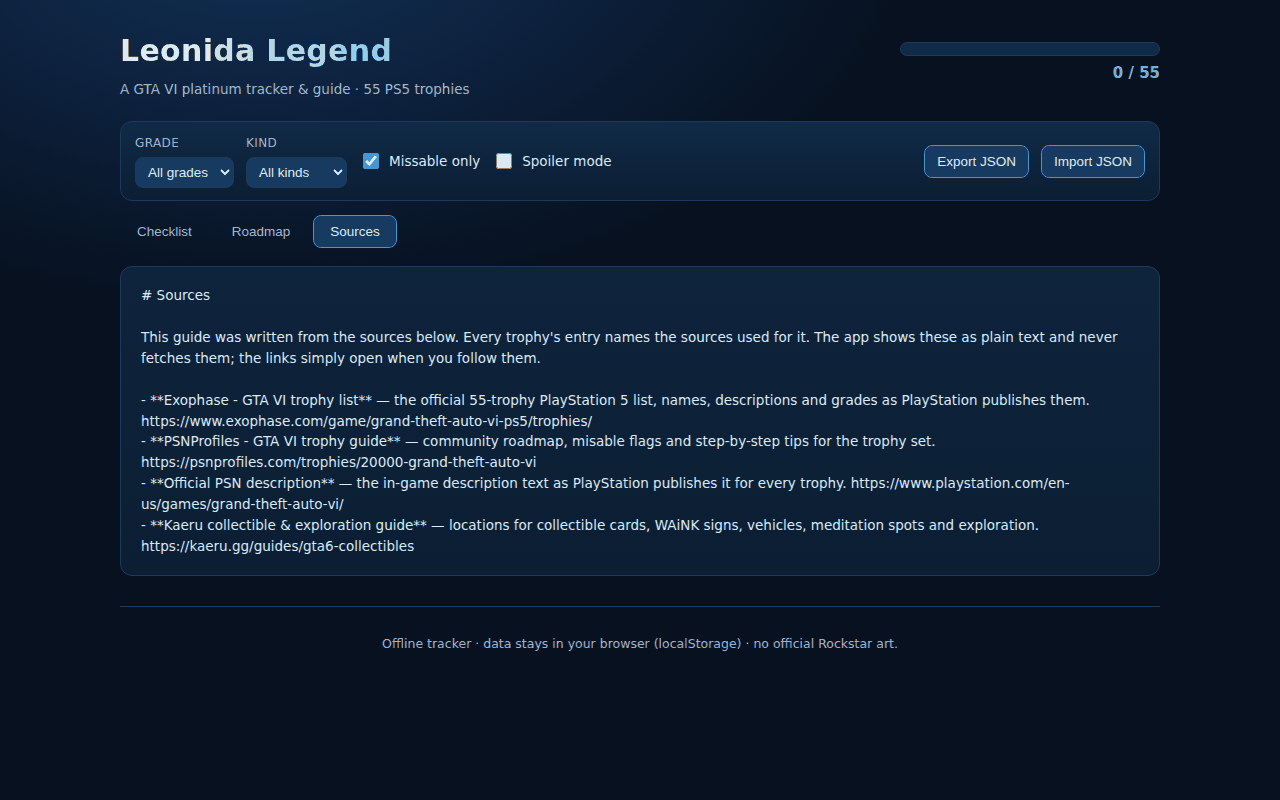 Leonida Legend
A GTA VI platinum tracker & guide · 55 PS5 trophies
0 / 55
GRADE
KIND
All grades
All kinds
Missable only
Spoiler mode
Export JSON
Import JSON
Checklist
Roadmap
Sources
# Sources
This guide was written from the sources below. Every trophy's entry names the sources used for it. The app shows these as plain text and never
fetches them; the links simply open when you follow them.
- **Exophase - GTA VI trophy list** — the official 55-trophy PlayStation 5 list, names, descriptions and grades as PlayStation publishes them.
https://www.exophase.com/game/grand-theft-auto-vi-ps5/trophies/
- **PSNProfiles - GTA VI trophy guide** — community roadmap, misable flags and step-by-step tips for the trophy set.
https://psnprofiles.com/trophies/20000-grand-theft-auto-vi
- **Official PSN description** — the in-game description text as PlayStation publishes it for every trophy. https://www.playstation.com/en-
us/games/grand-theft-auto-vi/
- **Kaeru collectible & exploration guide** — locations for collectible cards, WAiNK signs, vehicles, meditation spots and exploration.
https://kaeru.gg/guides/gta6-collectibles
Offline tracker · data stays in your browser (localStorage) · no official Rockstar art.